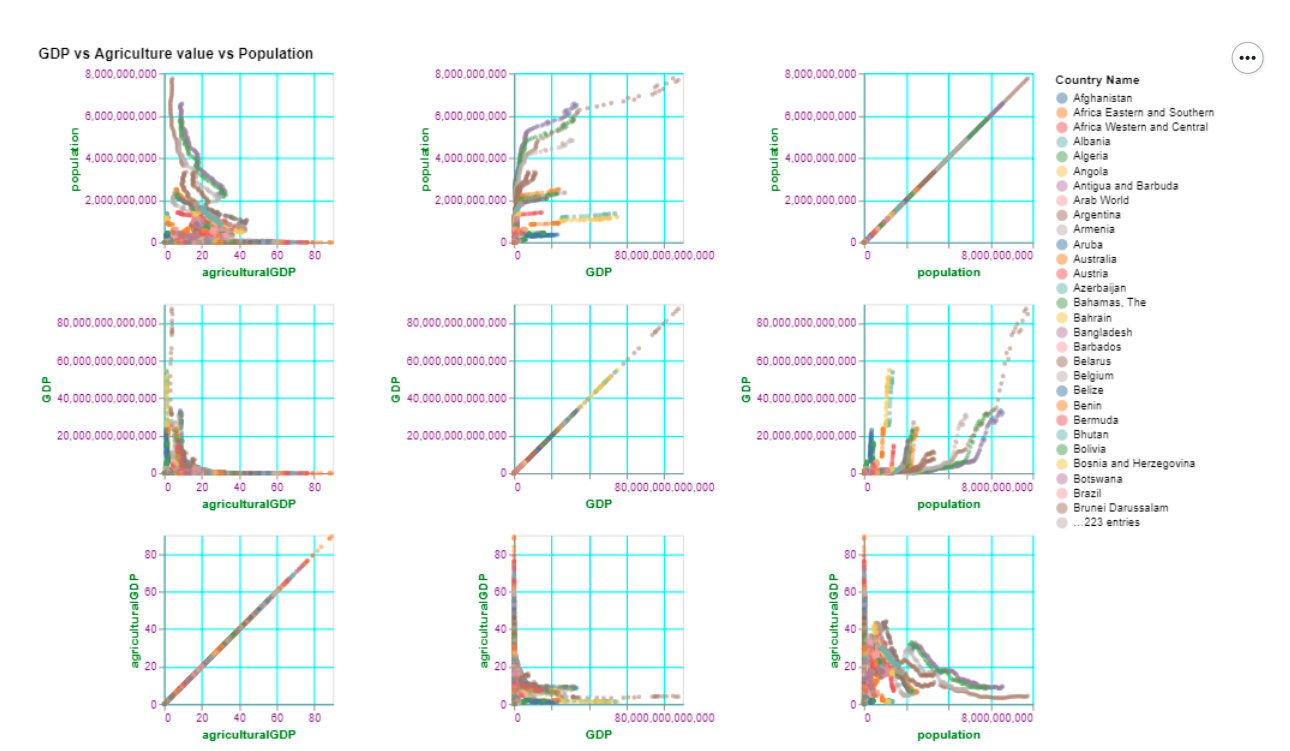 GDP vs Agriculture value vs Population
8,000,000,000
6,000,000,000
4,000,000,000
2,000,000,000
0
population
0 20 40 60 80
agriculturalGDP
8,000,000,000
6,000,000,000
4,000,000,000
2,000,000,000
0
population
0 80,000,000,000,000
GDP
8,000,000,000
6,000,000,000
4,000,000,000
2,000,000,000
0
population
0 8,000,000,000
population
80,000,000,000,000
60,000,000,000,000
40,000,000,000,000
20,000,000,000,000
0
GDP
0 20 40 60 80
agriculturalGDP
80,000,000,000,000
60,000,000,000,000
40,000,000,000,000
20,000,000,000,000
0
GDP
0 80,000,000,000,000
GDP
80,000,000,000,000
60,000,000,000,000
40,000,000,000,000
20,000,000,000,000
0
GDP
0 8,000,000,000
population
80
60
40
20
0
agriculturalGDP
0 20 40 60 80
agriculturalGDP
80
60
40
20
0
agriculturalGDP
0 80,000,000,000,000
GDP
80
60
40
20
0
agriculturalGDP
0 8,000,000,000
population
Country Name
Afghanistan
Africa Eastern and Southern
Africa Western and Central
Albania
Algeria
Angola
Antigua and Barbuda
Arab World
Argentina
Armenia
Aruba
Australia
Austria
Azerbaijan
Bahamas, The
Bahrain
Bangladesh
Barbados
Belarus
Belgium
Belize
Benin
Bermuda
Bhutan
Bolivia
Bosnia and Herzegovina
Botswana
Brazil
Brunei Darussalam
...223 entries